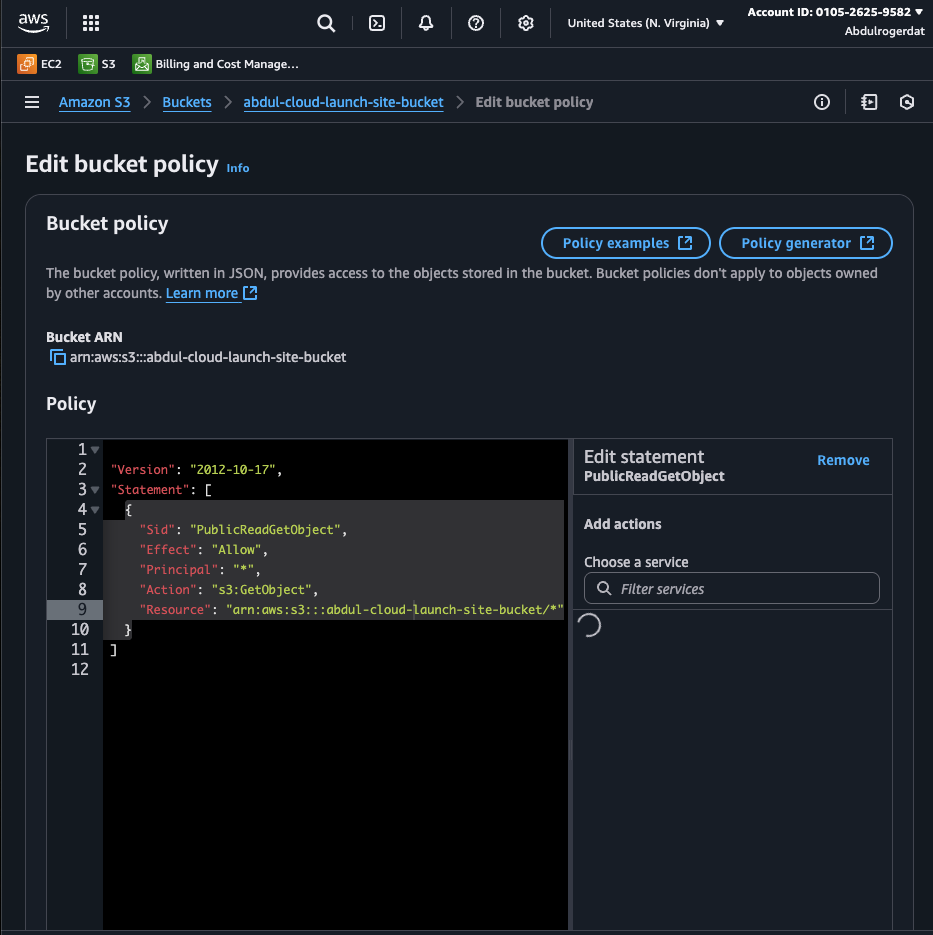 aws
United States (N. Virginia)
Account ID: 0105-2625-9582
Abdulrogerdat
EC2
S3
Billing and Cost Manage...
Amazon S3
Buckets
abdul-cloud-launch-site-bucket
Edit bucket policy
Edit bucket policy
Info
Bucket policy
Policy examples
Policy generator
The bucket policy, written in JSON, provides access to the objects stored in the bucket. Bucket policies don't apply to objects owned
by other accounts. Learn more
Bucket ARN
arn:aws:s3:::abdul-cloud-launch-site-bucket
Policy
1
2 "Version": "2012-10-17",
3 "Statement": [
4 {
5 "Sid": "PublicReadGetObject",
6 "Effect": "Allow",
7 "Principal": "*",
8 "Action": "s3:GetObject",
9 "Resource": "arn:aws:s3:::abdul-cloud-launch-site-bucket/*"
10 }
11 ]
12
Edit statement
Remove
PublicReadGetObject
Add actions
Choose a service
Filter services